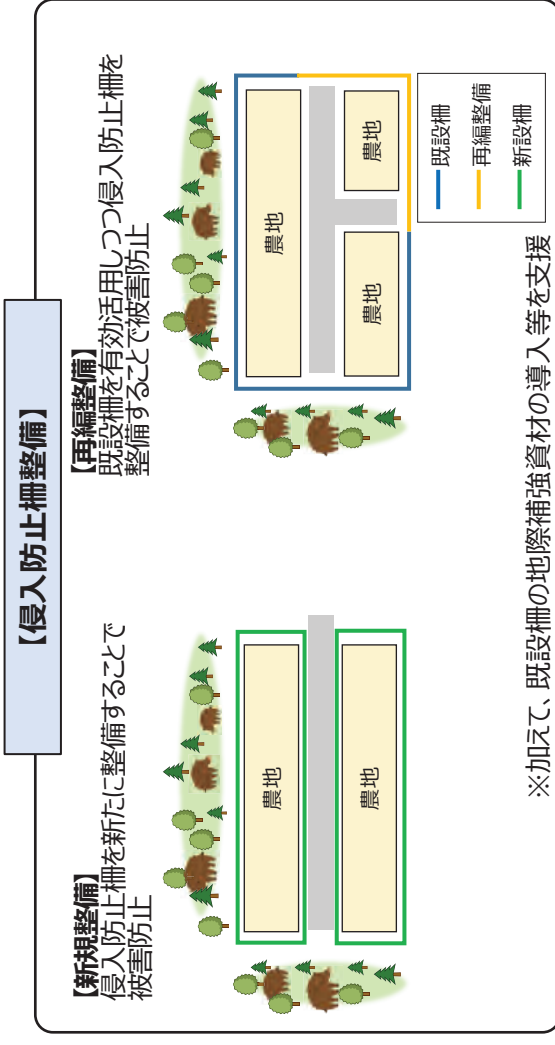 【侵入防止柵整備】
【新規整備】
侵入防止柵を新たに整備することで
被害防止
農地
農地
【再編整備】
既設柵を有効活用しつつ侵入防止柵を
整備することで被害防止
農地
農地
農地
既設柵
再編整備
新設柵
※加えて、既設柵の地際補強資材の導入等を支援